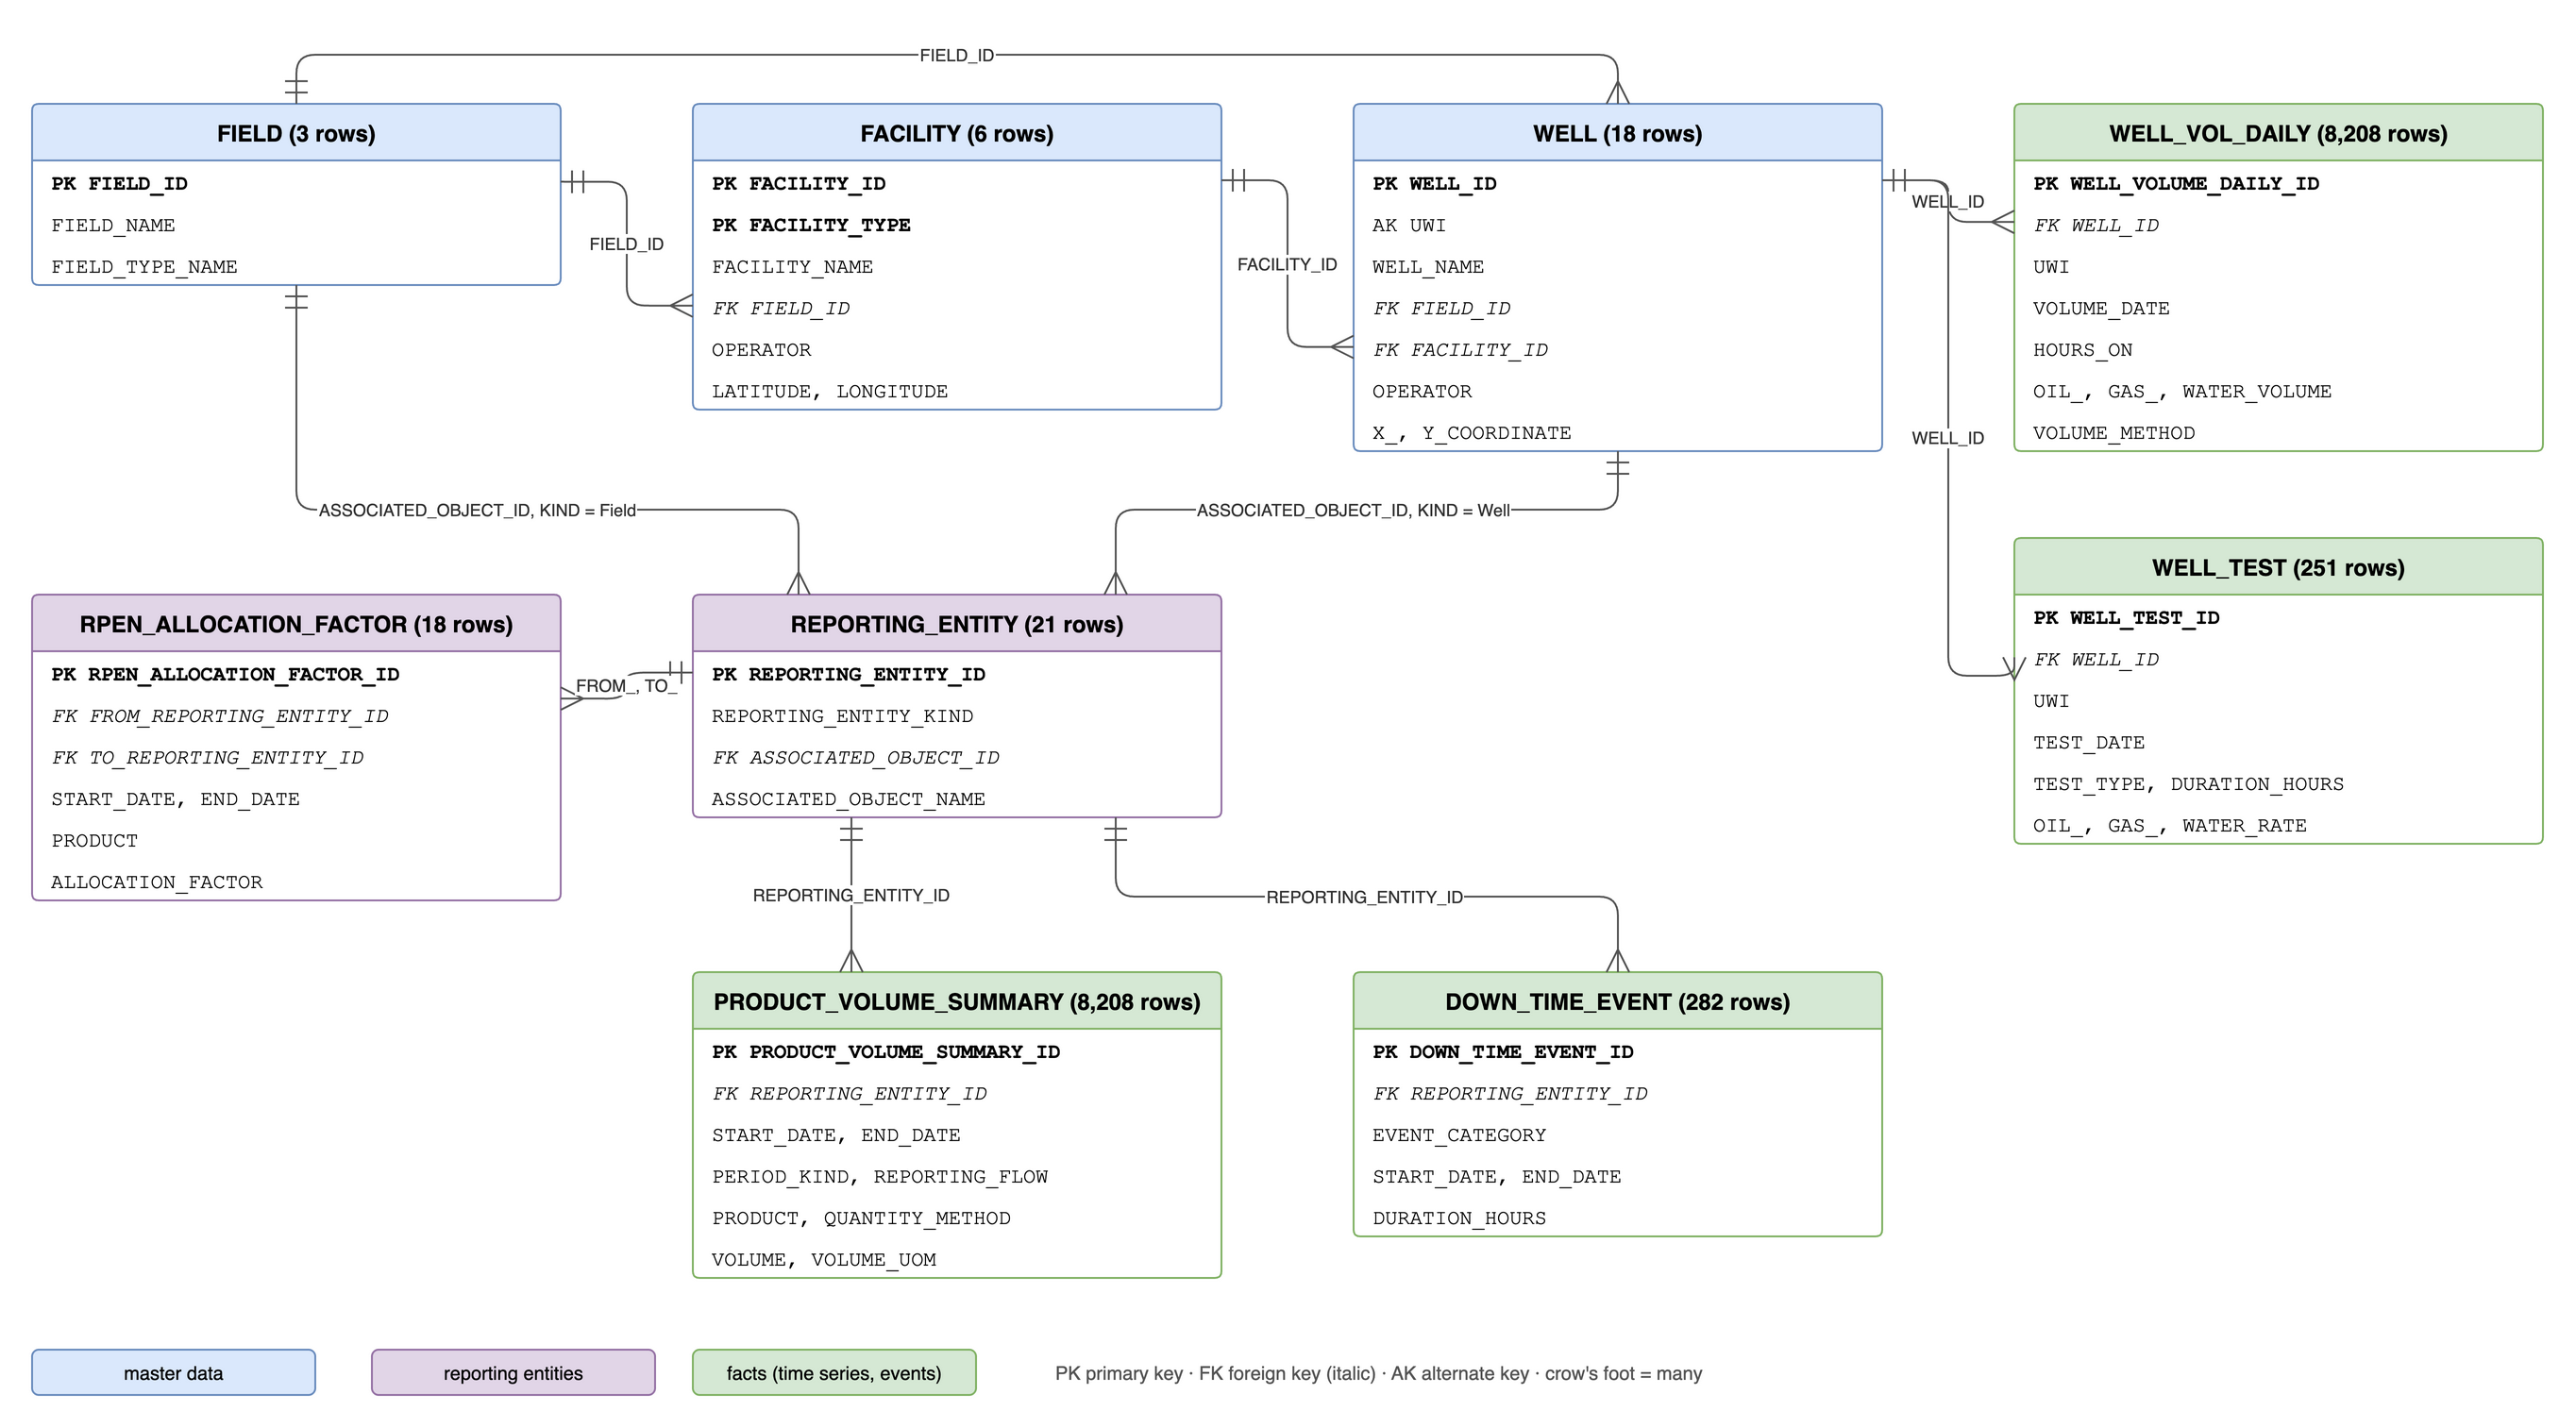 FIELD_ID
FIELD (3 rows)
PK FIELD_ID
FIELD_NAME
FIELD_TYPE_NAME
FIELD_ID
FACILITY (6 rows)
PK FACILITY_ID
PK FACILITY_TYPE
FACILITY_NAME
FK FIELD_ID
OPERATOR
LATITUDE, LONGITUDE
FACILITY_ID
WELL (18 rows)
PK WELL_ID
AK UWI
WELL_NAME
FK FIELD_ID
FK FACILITY_ID
OPERATOR
X_, Y_COORDINATE
WELL_ID
WELL_ID
WELL_VOL_DAILY (8,208 rows)
PK WELL_VOLUME_DAILY_ID
FK WELL_ID
UWI
VOLUME_DATE
HOURS_ON
OIL_, GAS_, WATER_VOLUME
VOLUME_METHOD
ASSOCIATED_OBJECT_ID, KIND = Field
ASSOCIATED_OBJECT_ID, KIND = Well
RPEN_ALLOCATION_FACTOR (18 rows)
PK RPEN_ALLOCATION_FACTOR_ID
FK FROM_REPORTING_ENTITY_ID
FK TO_REPORTING_ENTITY_ID
START_DATE, END_DATE
PRODUCT
ALLOCATION_FACTOR
FROM_, TO_
REPORTING_ENTITY (21 rows)
PK REPORTING_ENTITY_ID
REPORTING_ENTITY_KIND
FK ASSOCIATED_OBJECT_ID
ASSOCIATED_OBJECT_NAME
WELL_TEST (251 rows)
PK WELL_TEST_ID
FK WELL_ID
UWI
TEST_DATE
TEST_TYPE, DURATION_HOURS
OIL_, GAS_, WATER_RATE
REPORTING_ENTITY_ID
REPORTING_ENTITY_ID
PRODUCT_VOLUME_SUMMARY (8,208 rows)
PK PRODUCT_VOLUME_SUMMARY_ID
FK REPORTING_ENTITY_ID
START_DATE, END_DATE
PERIOD_KIND, REPORTING_FLOW
PRODUCT, QUANTITY_METHOD
VOLUME, VOLUME_UOM
DOWN_TIME_EVENT (282 rows)
PK DOWN_TIME_EVENT_ID
FK REPORTING_ENTITY_ID
EVENT_CATEGORY
START_DATE, END_DATE
DURATION_HOURS
master data
reporting entities
facts (time series, events)
PK primary key · FK foreign key (italic) · AK alternate key · crow's foot = many